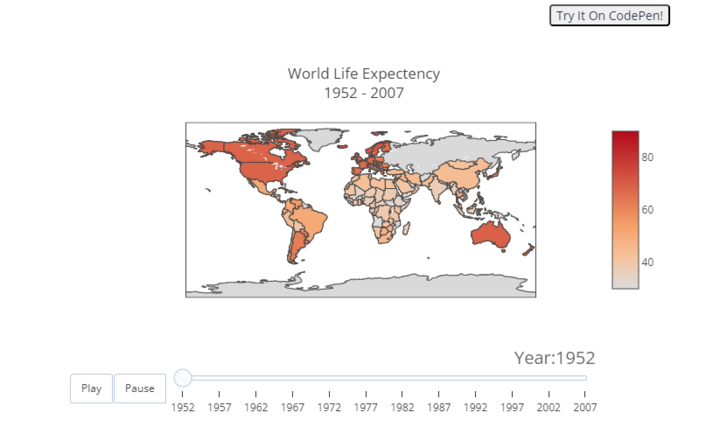 Try It On CodePen!
World Life Expectency
1952 - 2007
80
60
40
Year:1952
Play
Pause
1952 1957 1962 1967 1972 1977 1982 1987 1992 1997 2002 2007